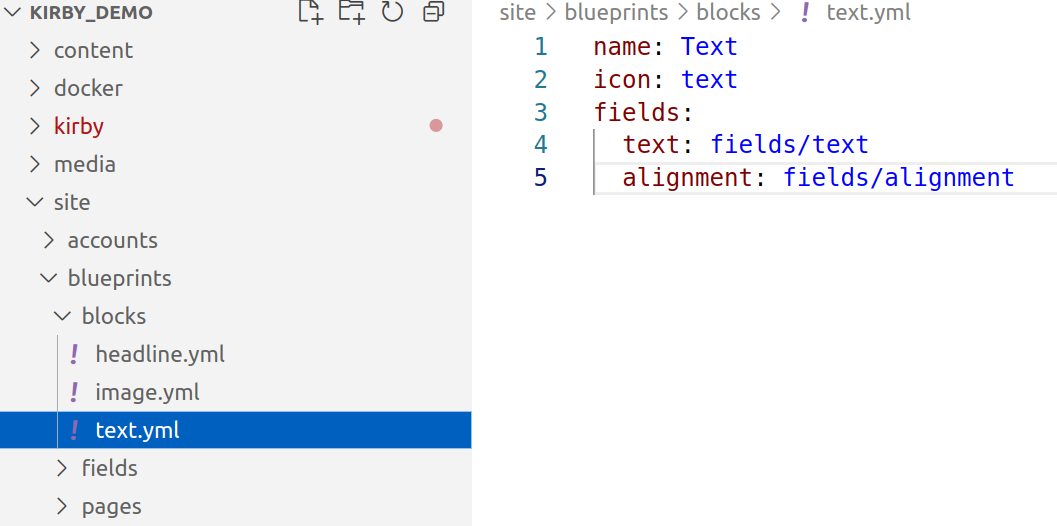 KIRBY_DEMO
content
docker
kirby
media
site
accounts
blueprints
blocks
! headline.yml
! image.yml
! text.yml
fields
pages
site > blueprints > blocks > ! text.yml
1 name: Text
2 icon: text
3 fields:
4 text: fields/text
5 alignment: fields/alignment